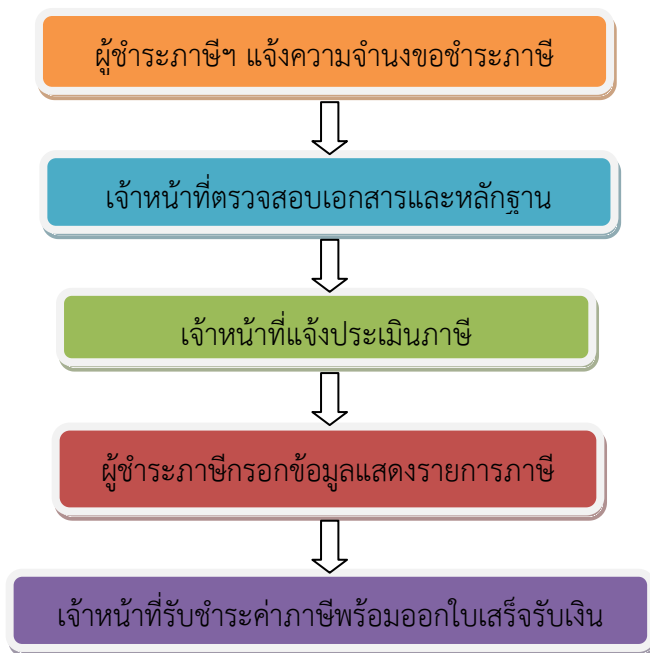 ผู้ชำระภาษีฯ แจ้งความจำนงขอชำระภาษี
เจ้าหน้าที่ตรวจสอบเอกสารและหลักฐาน
เจ้าหน้าที่แจ้งประเมินภาษี
ผู้ชำระภาษีกรอกข้อมูลแสดงรายการภาษี
เจ้าหน้าที่รับชำระค่าภาษีพร้อมออกใบเสร็จรับเงิน